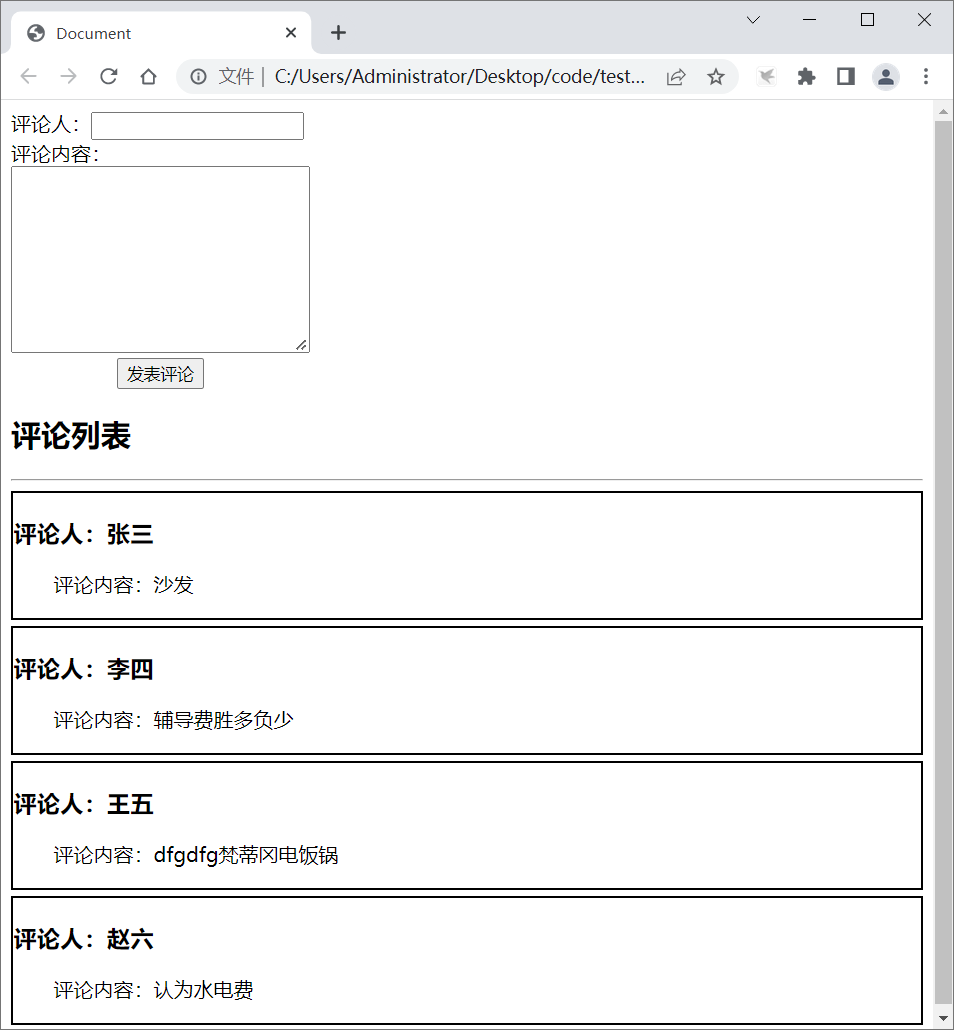 Document
文件 | C:/Users/Administrator/Desktop/code/test...
评论人：
评论内容：
发表评论
评论列表
评论人：张三
评论内容：沙发
评论人：李四
评论内容：辅导费胜多负少
评论人：王五
评论内容：dfgdfg梵蒂冈电饭锅
评论人：赵六
评论内容：认为水电费